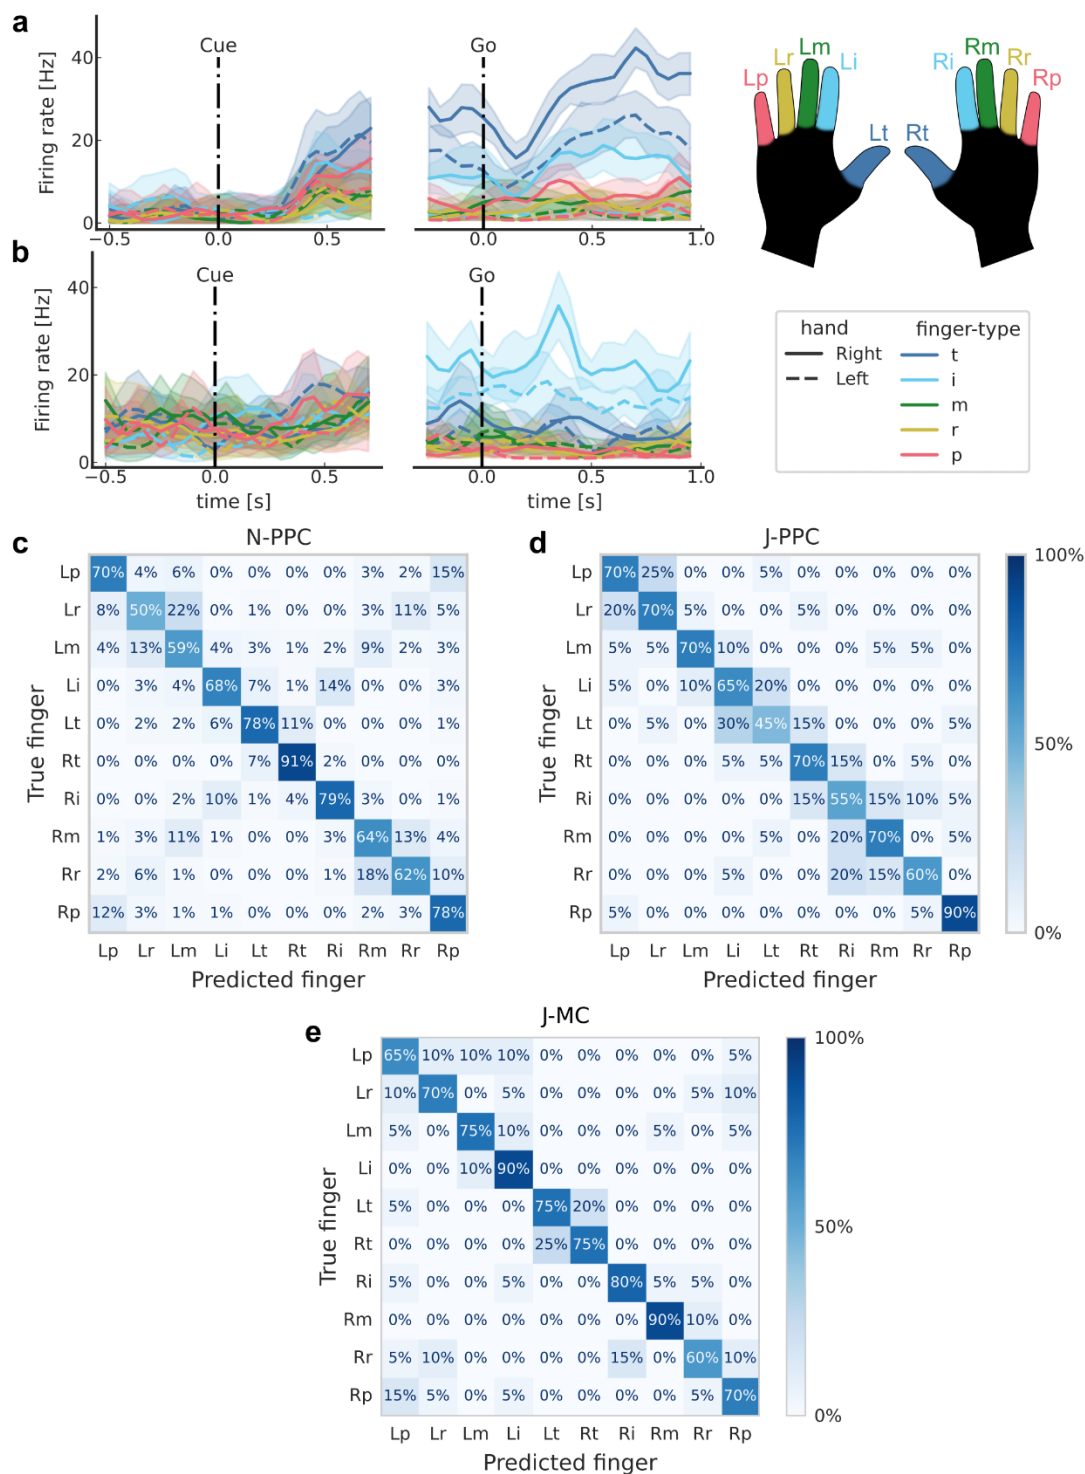 a
Cue
Go
Firing rate [Hz]
40
20
0
−0.5
0.0
0.5
0.0
0.5
1.0
Lp
Lr
Lm
Li
Lt
Rt
Ri
Rm
Rr
Rp
b
Cue
Go
Firing rate [Hz]
40
20
0
−0.5
0.0
0.5
0.0
0.5
1.0
time [s]
time [s]
hand
Right
Left
finger-type
t
i
m
r
p
c
N-PPC
True finger
Lp 70% 4% 6% 0% 0% 0% 0% 3% 2% 15%
Lr 8% 50% 22% 0% 1% 0% 0% 3% 11% 5%
Lm 4% 13% 59% 4% 3% 1% 2% 9% 2% 3%
Li 0% 3% 4% 68% 7% 1% 14% 0% 0% 3%
Lt 0% 2% 2% 6% 78% 11% 0% 0% 0% 1%
Rt 0% 0% 0% 0% 7% 91% 2% 0% 0% 0%
Ri 0% 0% 2% 10% 1% 4% 79% 3% 0% 1%
Rm 1% 3% 11% 1% 0% 0% 3% 64% 13% 4%
Rr 2% 6% 1% 0% 0% 0% 1% 18% 62% 10%
Rp 12% 3% 1% 1% 0% 0% 0% 2% 3% 78%
Lp Lr Lm Li Lt Rt Ri Rm Rr Rp
Predicted finger
d
J-PPC
True finger
Lp 70% 25% 0% 0% 5% 0% 0% 0% 0% 0%
Lr 20% 70% 5% 0% 0% 5% 0% 0% 0% 0%
Lm 5% 5% 70% 10% 0% 0% 0% 5% 5% 0%
Li 5% 0% 10% 65% 20% 0% 0% 0% 0% 0%
Lt 0% 5% 0% 30% 45% 15% 0% 0% 0% 5%
Rt 0% 0% 0% 5% 5% 70% 15% 0% 5% 0%
Ri 0% 0% 0% 0% 0% 15% 55% 15% 10% 5%
Rm 0% 0% 0% 0% 5% 0% 20% 70% 0% 5%
Rr 0% 0% 0% 5% 0% 0% 20% 15% 60% 0%
Rp 5% 0% 0% 0% 0% 0% 0% 0% 5% 90%
Lp Lr Lm Li Lt Rt Ri Rm Rr Rp
Predicted finger
100%
50%
0%
e
J-MC
True finger
Lp 65% 10% 10% 10% 0% 0% 0% 0% 0% 5%
Lr 10% 70% 0% 5% 0% 0% 0% 0% 5% 10%
Lm 5% 0% 75% 10% 0% 0% 0% 5% 0% 5%
Li 0% 0% 10% 90% 0% 0% 0% 0% 0% 0%
Lt 5% 0% 0% 0% 75% 20% 0% 0% 0% 0%
Rt 0% 0% 0% 0% 25% 75% 0% 0% 0% 0%
Ri 5% 0% 0% 5% 0% 0% 80% 5% 5% 0%
Rm 0% 0% 0% 0% 0% 0% 0% 90% 10% 0%
Rr 5% 10% 0% 0% 0% 0% 15% 0% 60% 10%
Rp 15% 5% 0% 5% 0% 0% 0% 0% 5% 70%
Lp Lr Lm Li Lt Rt Ri Rm Rr Rp
Predicted finger
100%
50%
0%